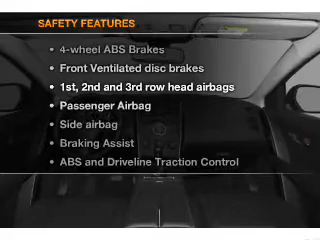 SAFETY FEATURES
• 4-wheel ABS Brakes
• Front Ventilated disc brakes
• 1st, 2nd and 3rd row head airbags
• Passenger Airbag
• Side airbag
• Braking Assist
• ABS and Driveline Traction Control